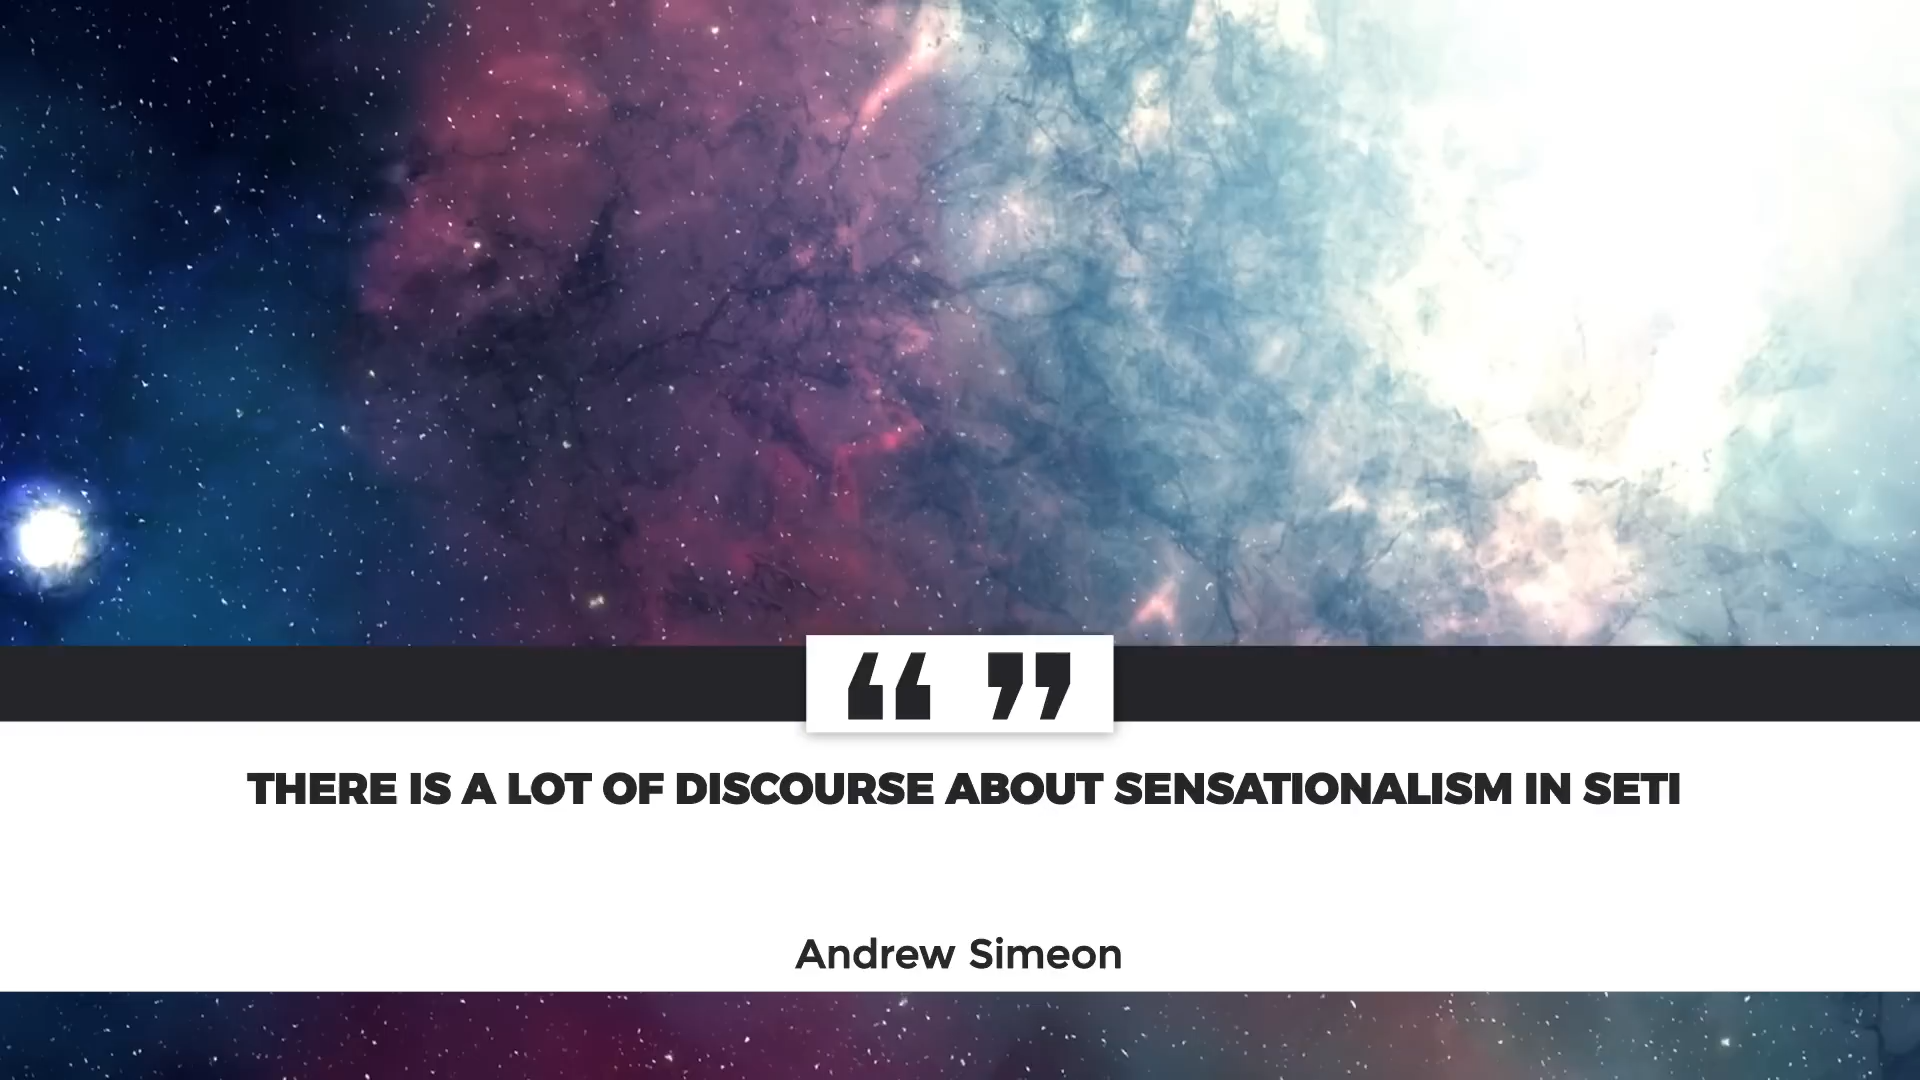 “ ”
THERE IS A LOT OF DISCOURSE ABOUT SENSATIONALISM IN SETI
Andrew Simeon